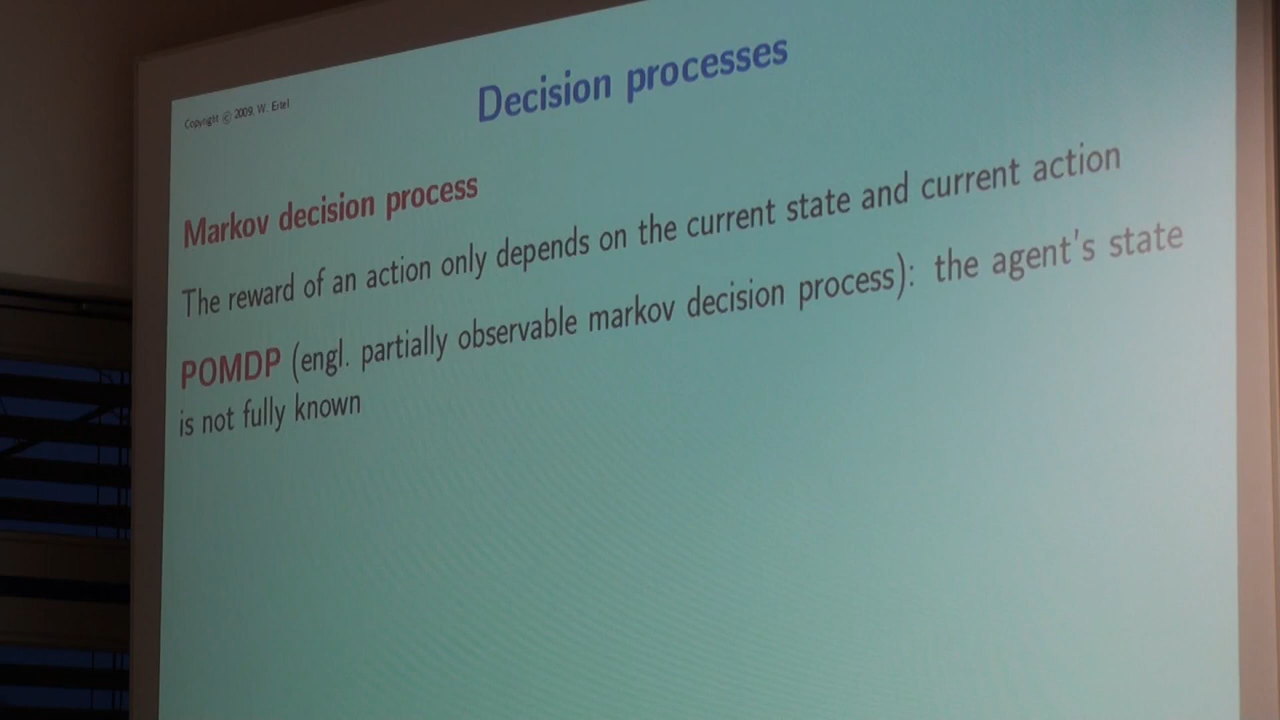 Copyright © 2009, W. Ertel
Decision processes
Markov decision process
The reward of an action only depends on the current state and current action
POMDP (engl. partially observable markov decision process): the agent's state
is not fully known